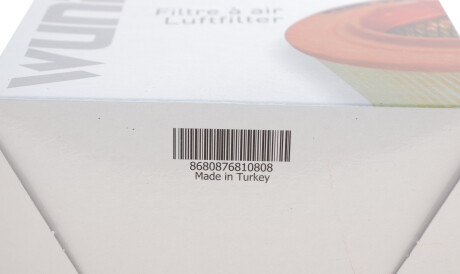 Filtre à air
Luftfilter
8680876810808
Made in Turkey